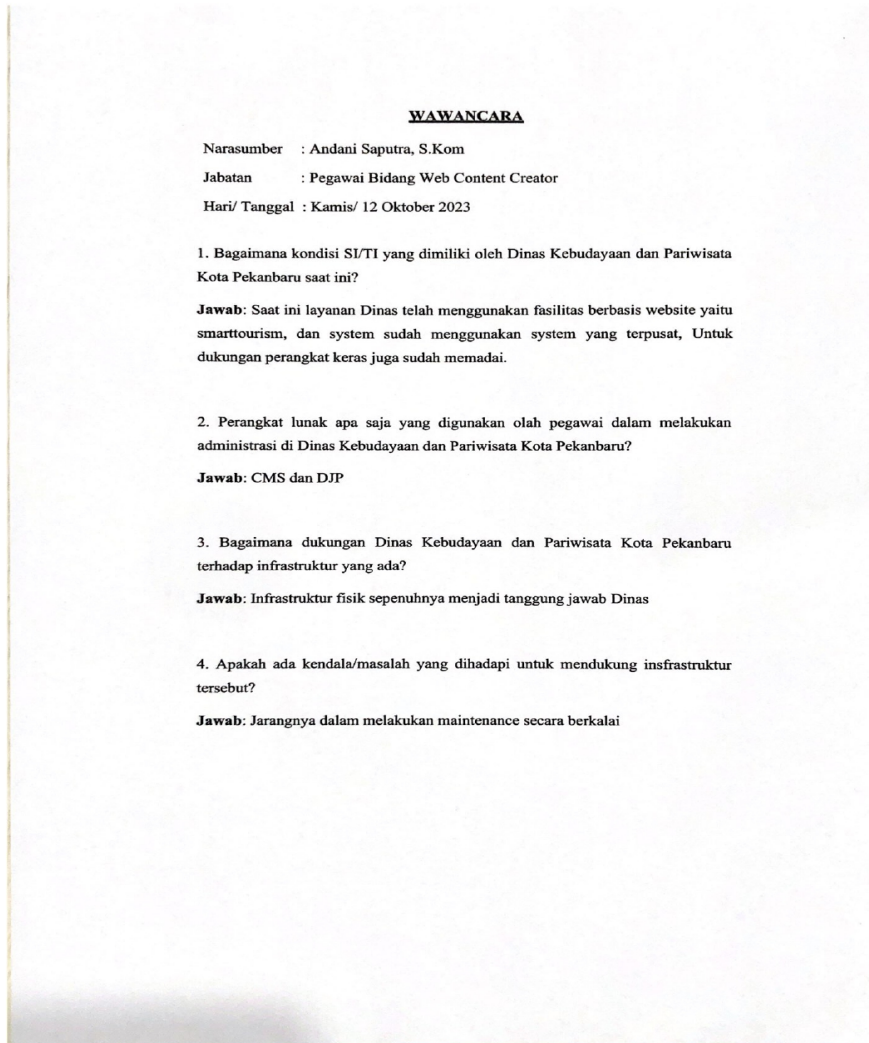 WAWANCARA
Narasumber : Andani Saputra, S.Kom
Jabatan : Pegawai Bidang Web Content Creator
Hari/ Tanggal : Kamis/ 12 Oktober 2023
1. Bagaimana kondisi SI/TI yang dimiliki oleh Dinas Kebudayaan dan Pariwisata
Kota Pekanbaru saat ini?
Jawab: Saat ini layanan Dinas telah menggunakan fasilitas berbasis website yaitu
smarttourism, dan system sudah menggunakan system yang terpusat, Untuk
dukungan perangkat keras juga sudah memadai.
2. Perangkat lunak apa saja yang digunakan olah pegawai dalam melakukan
administrasi di Dinas Kebudayaan dan Pariwisata Kota Pekanbaru?
Jawab: CMS dan DJP
3. Bagaimana dukungan Dinas Kebudayaan dan Pariwisata Kota Pekanbaru
terhadap infrastruktur yang ada?
Jawab: Infrastruktur fisik sepenuhnya menjadi tanggung jawab Dinas
4. Apakah ada kendala/masalah yang dihadapi untuk mendukung insfrastruktur
tersebut?
Jawab: Jarangnya dalam melakukan maintenance secara berkalai